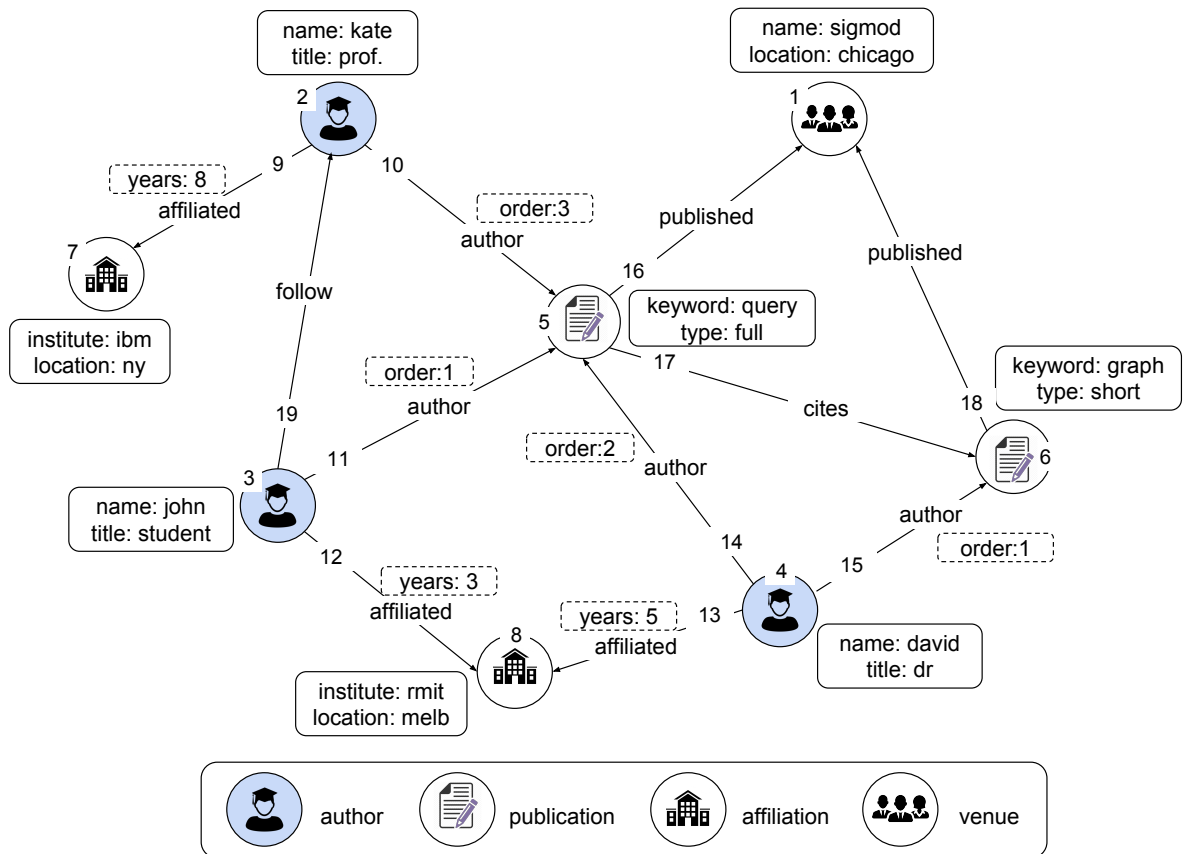 name: kate
title: prof.
name: sigmod
location: chicago
2
1
9
10
years: 8
affiliated
order:3
author
published
published
7
follow
16
5
keyword: query
type: full
institute: ibm
location: ny
17
keyword: graph
type: short
order:1
author
cites
18
19
11
order:2
author
6
3
name: john
title: student
author
order:1
12
14
15
4
years: 3
affiliated
years: 5
affiliated
13
8
name: david
title: dr
institute: rmit
location: melb
author
publication
affiliation
venue